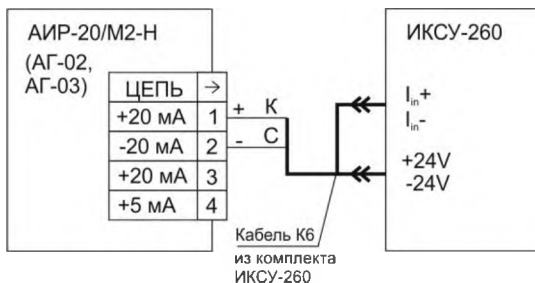 АИР-20/М2-Н
(АГ-02,
АГ-03)
ЦЕПЬ →
+20 мА 1
-20 мА 2
+20 мА 3
+5 мА 4
+ К
- С
Кабель К6
из комплекта
ИКСУ-260
ИКСУ-260
Iin+
Iin-
+24V
-24V